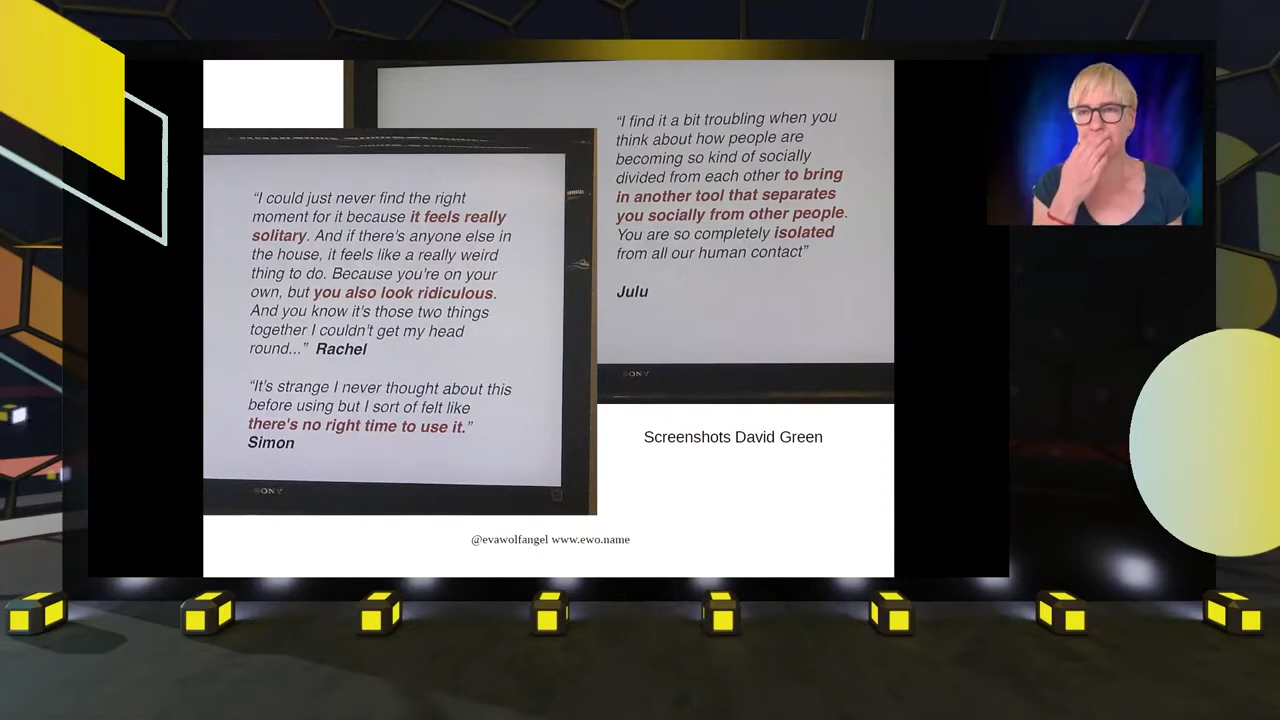 “I could just never find the right
moment for it because it feels really
solitary. And if there's anyone else in
the house, it feels like a really weird
thing to do. Because you're on your
own, but you also look ridiculous.
And you know it's those two things
together I couldn't get my head
round...” Rachel
“It's strange I never thought about this
before using but I sort of felt like
there's no right time to use it.”
Simon
SONY
“I find it a bit troubling when you
think about how people are
becoming so kind of socially
divided from each other to bring
in another tool that separates
you socially from other people.
You are so completely isolated
from all our human contact”
Julu
SONY
Screenshots David Green
@evawolfangel www.ewo.name